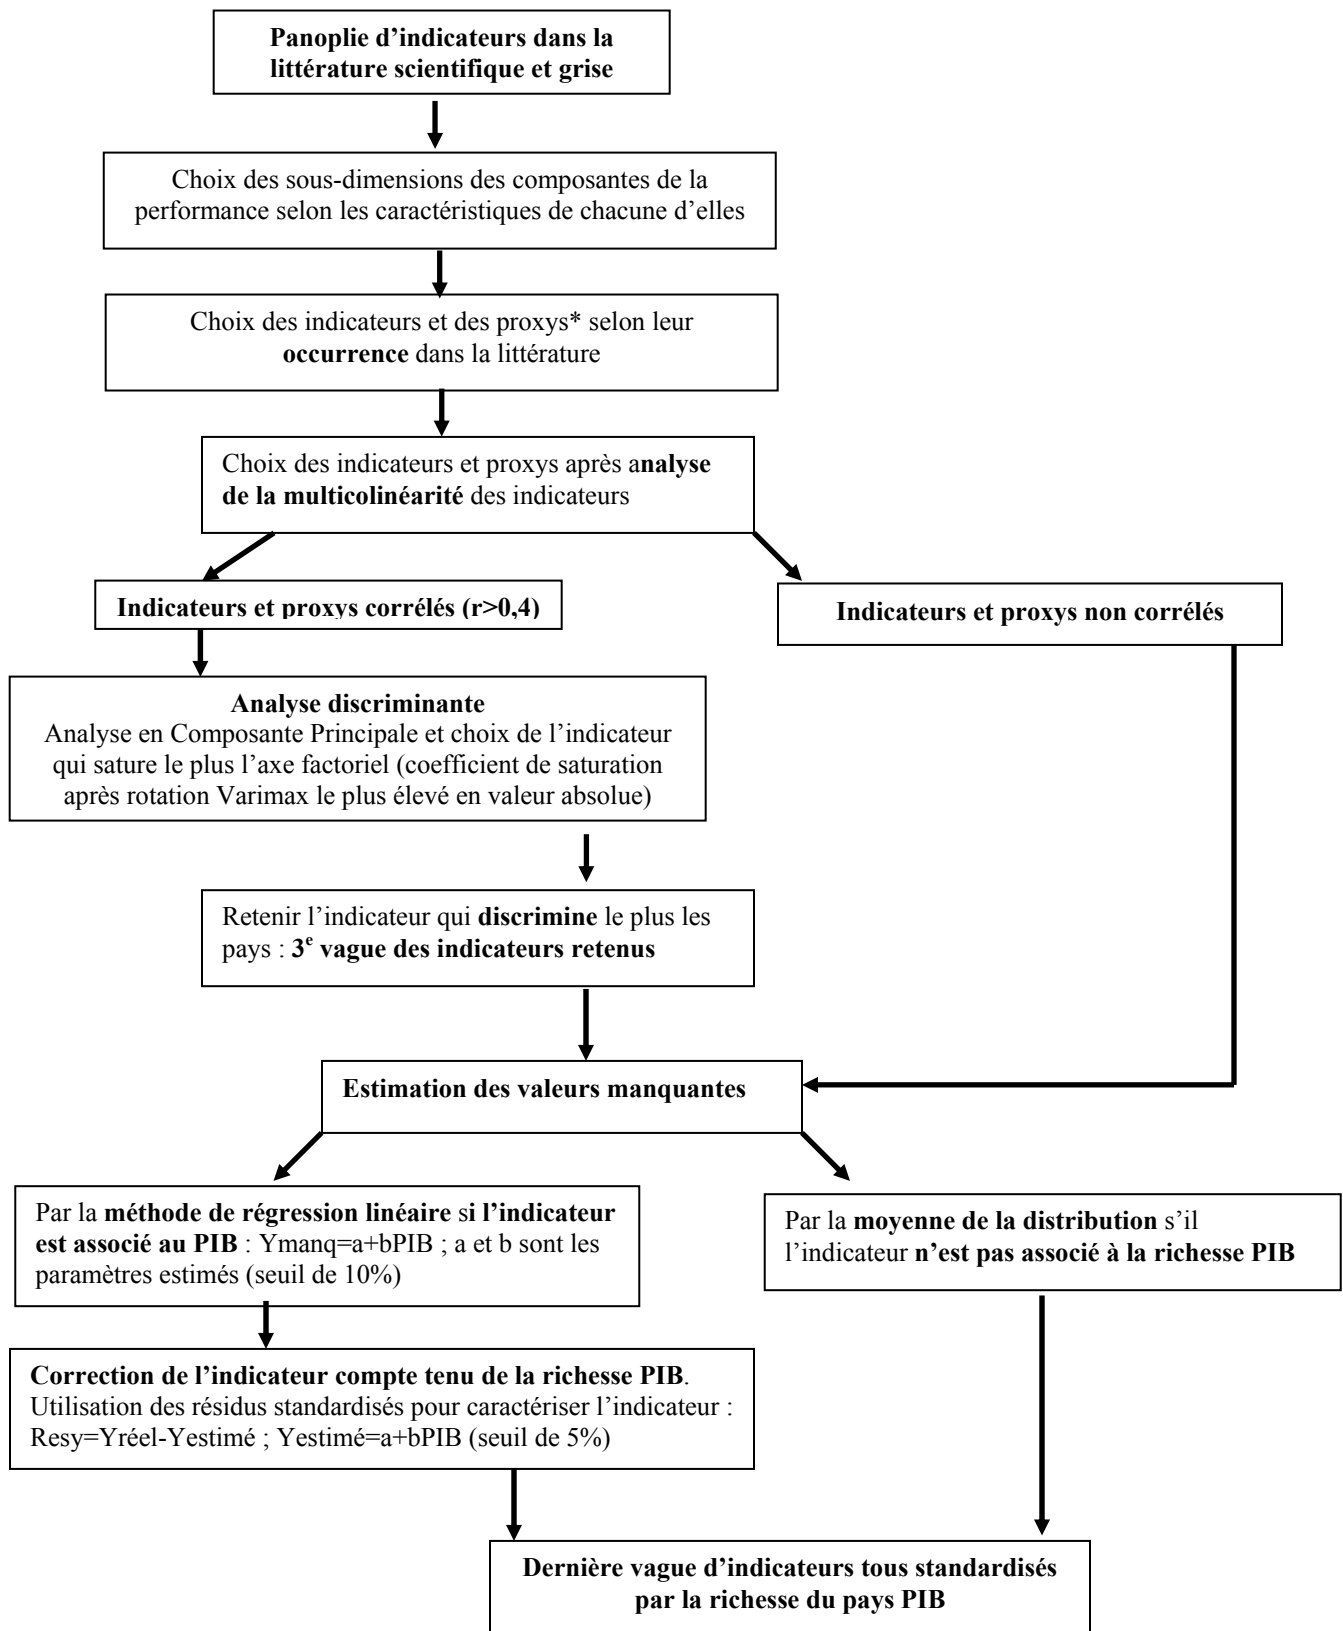 Panoplie d’indicateurs dans la
littérature scientifique et grise
Choix des sous-dimensions des composantes de la
performance selon les caractéristiques de chacune d’elles
Choix des indicateurs et des proxys* selon leur
occurrence dans la littérature
Choix des indicateurs et proxys après analyse
de la multicolinéarité des indicateurs
Indicateurs et proxys corrélés (r>0,4)
Indicateurs et proxys non corrélés
Analyse discriminante
Analyse en Composante Principale et choix de l’indicateur
qui sature le plus l’axe factoriel (coefficient de saturation
après rotation Varimax le plus élevé en valeur absolue)
Retenir l’indicateur qui discrimine le plus les
pays : 3e vague des indicateurs retenus
Estimation des valeurs manquantes
Par la méthode de régression linéaire si l’indicateur
est associé au PIB : Ymanq=a+bPIB ; a et b sont les
paramètres estimés (seuil de 10%)
Par la moyenne de la distribution s’il
l’indicateur n’est pas associé à la richesse PIB
Correction de l’indicateur compte tenu de la richesse PIB.
Utilisation des résidus standardisés pour caractériser l’indicateur :
Resy=Yréel-Yestimé ; Yestimé=a+bPIB (seuil de 5%)
Dernière vague d’indicateurs tous standardisés
par la richesse du pays PIB